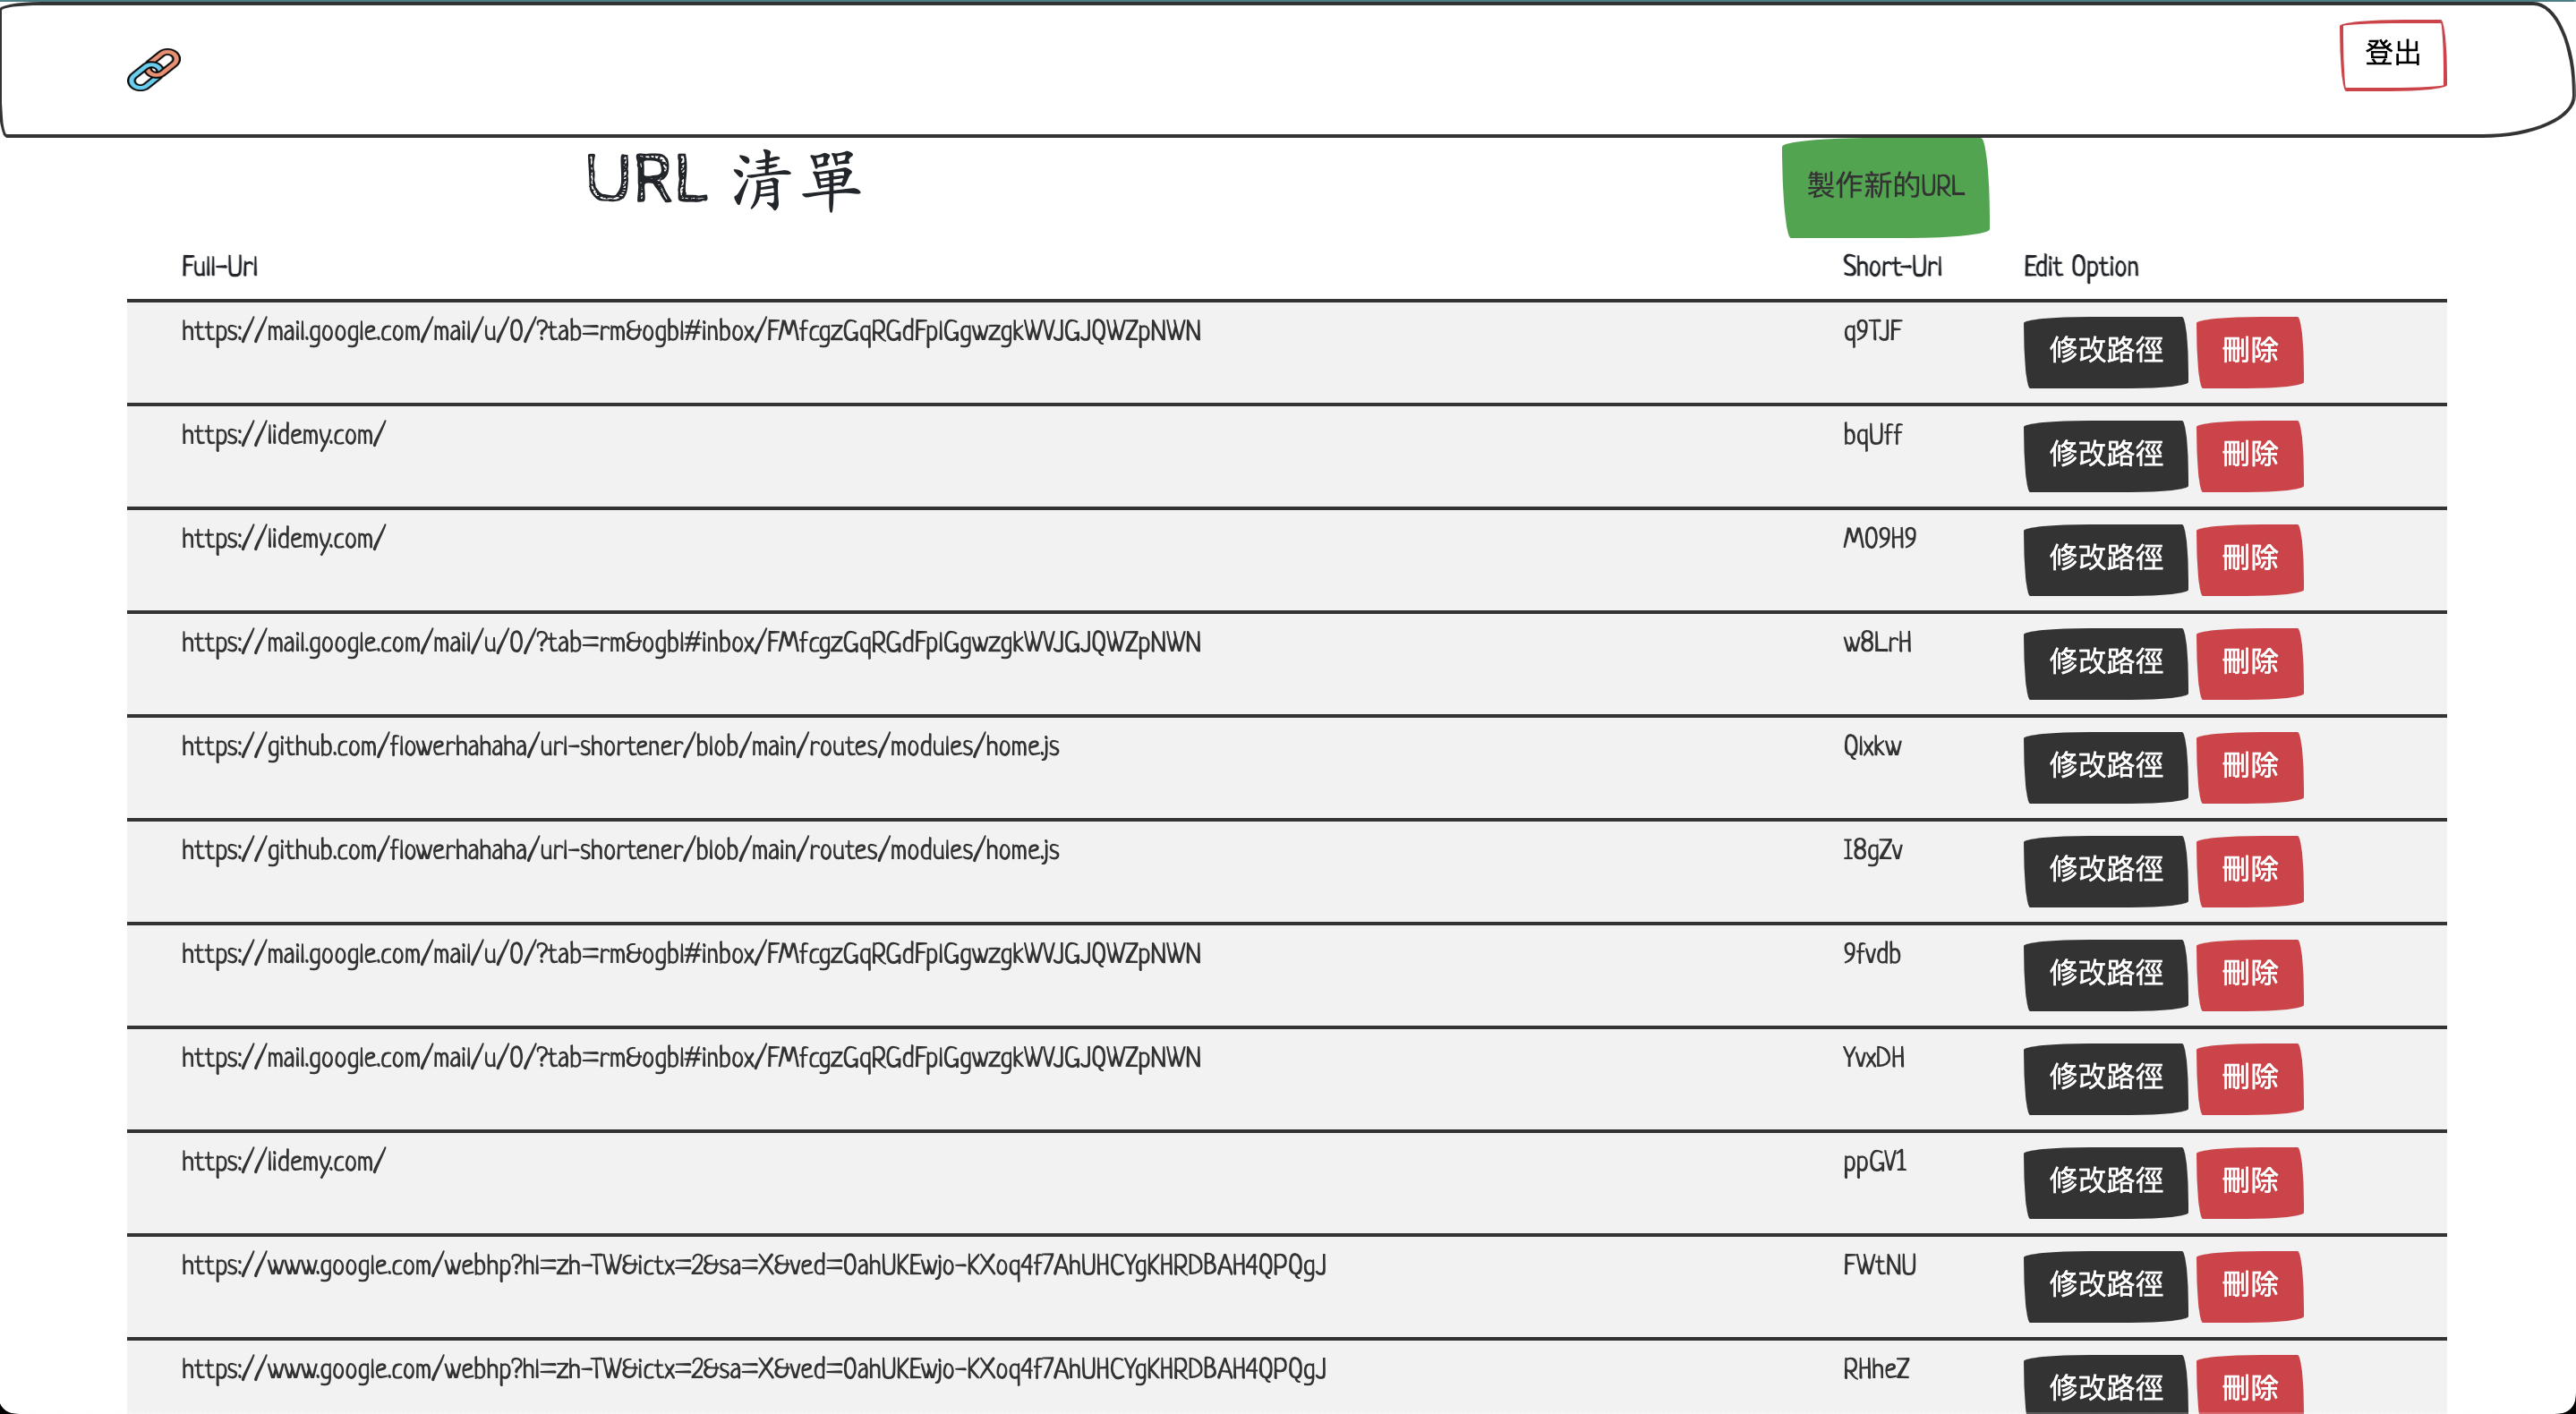 登出
URL 清單
製作新的URL
Full-Url Short-Url Edit Option
https://mail.google.com/mail/u/0/?tab=rm&ogbl#inbox/FMfcgzGqRGdFplGgwzgkWVJGJQWZpNWN q9TJF 修改路徑 刪除
https://lidemy.com/ bqUff 修改路徑 刪除
https://lidemy.com/ MO9H9 修改路徑 刪除
https://mail.google.com/mail/u/0/?tab=rm&ogbl#inbox/FMfcgzGqRGdFplGgwzgkWVJGJQWZpNWN w8LrH 修改路徑 刪除
https://github.com/flowerhahaha/url-shortener/blob/main/routes/modules/home.js Qlxkw 修改路徑 刪除
https://github.com/flowerhahaha/url-shortener/blob/main/routes/modules/home.js I8gZv 修改路徑 刪除
https://mail.google.com/mail/u/0/?tab=rm&ogbl#inbox/FMfcgzGqRGdFplGgwzgkWVJGJQWZpNWN 9fvdb 修改路徑 刪除
https://mail.google.com/mail/u/0/?tab=rm&ogbl#inbox/FMfcgzGqRGdFplGgwzgkWVJGJQWZpNWN YvxDH 修改路徑 刪除
https://lidemy.com/ ppGV1 修改路徑 刪除
https://www.google.com/webhp?hl=zh-TW&ictx=2&sa=X&ved=0ahUKEwjo-KXoq4f7AhUHCYgKHRDBAH4QPQgJ FWtNU 修改路徑 刪除
https://www.google.com/webhp?hl=zh-TW&ictx=2&sa=X&ved=0ahUKEwjo-KXoq4f7AhUHCYgKHRDBAH4QPQgJ RHheZ 修改路徑 刪除